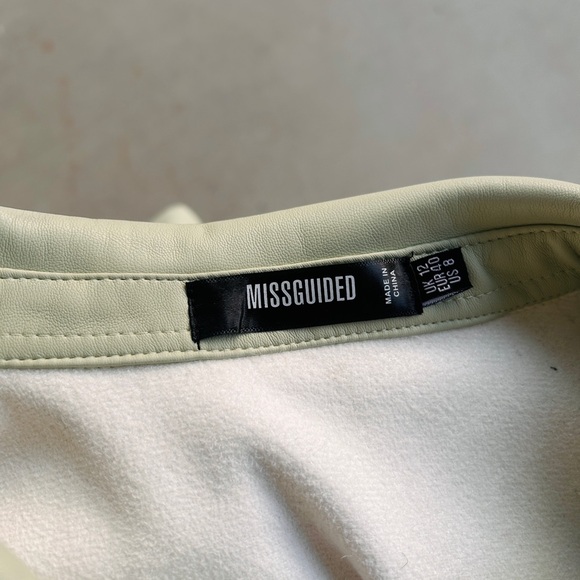 MISSGUIDED
MADE IN
CHINA
UK 12
EUR 40
US 8